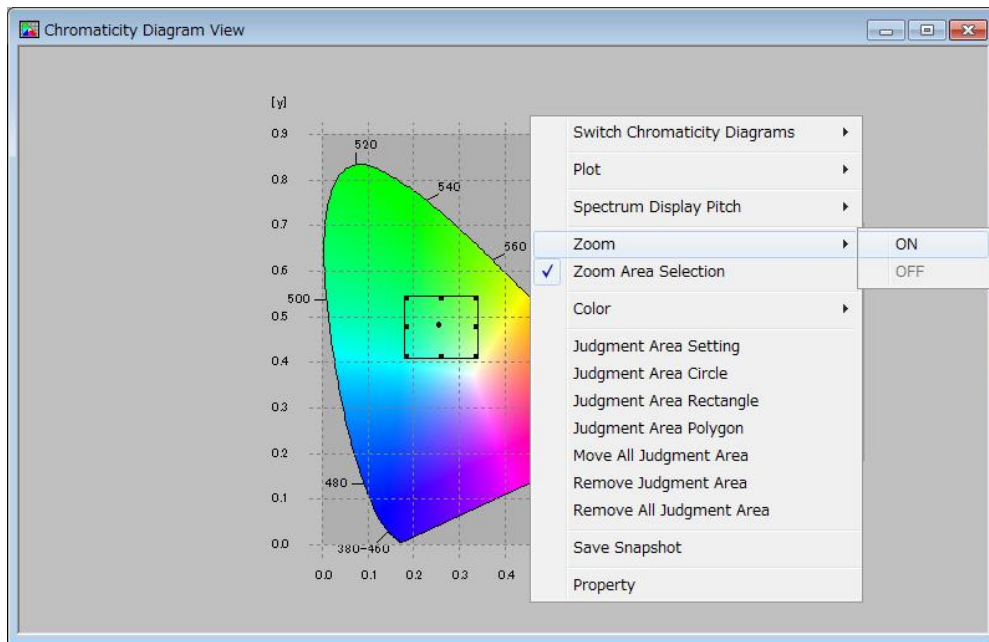 Chromaticity Diagram View
[y]
0.9
0.8
0.7
0.6
0.5
0.4
0.3
0.2
0.1
0.0
520
540
560
500
480
380-460
0.0 0.1 0.2 0.3 0.4
Switch Chromaticity Diagrams
Plot
Spectrum Display Pitch
Zoom
ON
Zoom Area Selection
OFF
Color
Judgment Area Setting
Judgment Area Circle
Judgment Area Rectangle
Judgment Area Polygon
Move All Judgment Area
Remove Judgment Area
Remove All Judgment Area
Save Snapshot
Property